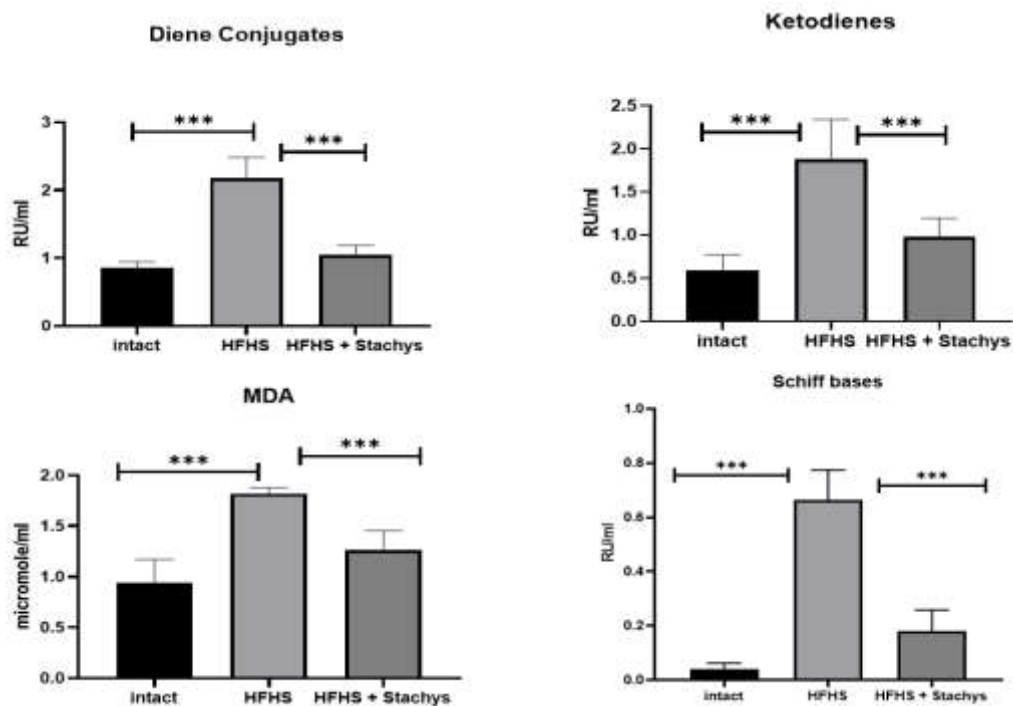 Diene Conjugates
***
***
3
2
1
0
RU/ml
intact HFHS HFHS + Stachys
Ketodienes
***
***
2.5
2.0
1.5
1.0
0.5
0.0
RU/ml
intact HFHS HFHS + Stachys
MDA
***
***
2.0
1.5
1.0
0.5
0.0
micromole/ml
intact HFHS HFHS + Stachys
Schiff bases
***
***
1.0
0.8
0.6
0.4
0.2
0.0
RU/ml
intact HFHS HFHS + Stachys